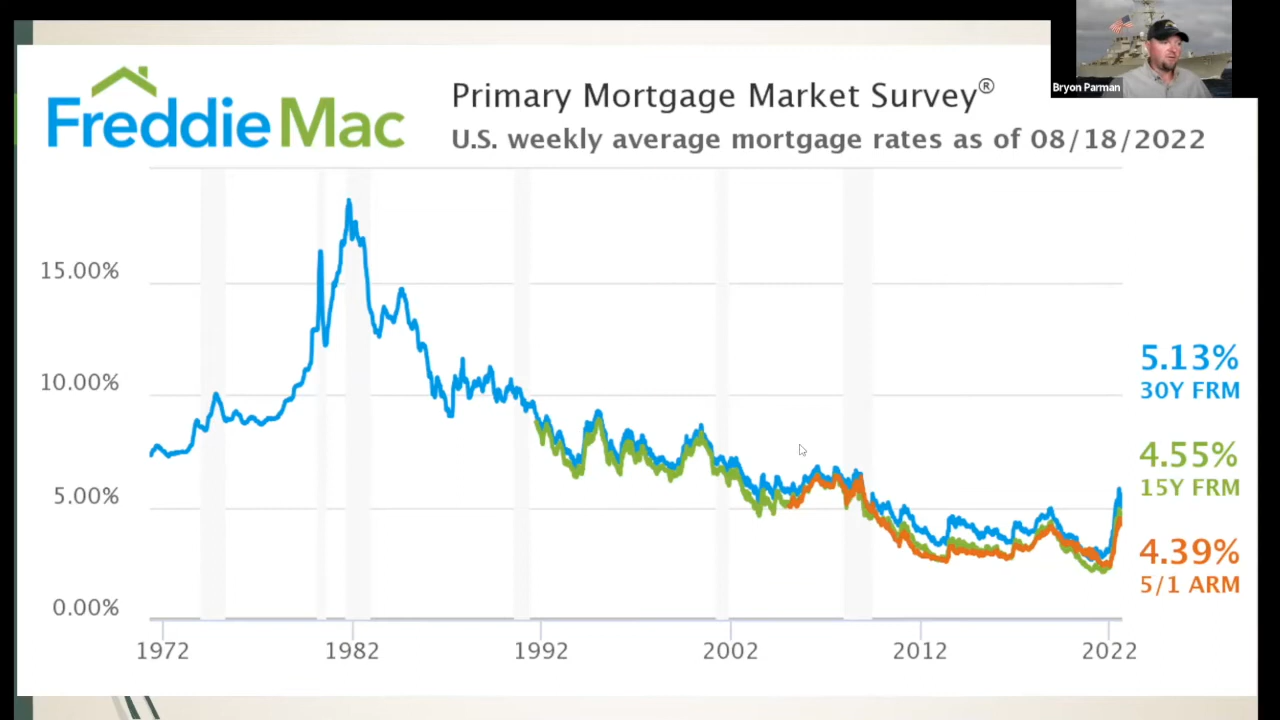 Freddie Mac
Primary Mortgage Market Survey®
U.S. weekly average mortgage rates as of 08/18/2022
Bryon Parman
15.00%
10.00%
5.00%
0.00%
5.13%
30Y FRM
4.55%
15Y FRM
4.39%
5/1 ARM
1972 1982 1992 2002 2012 2022